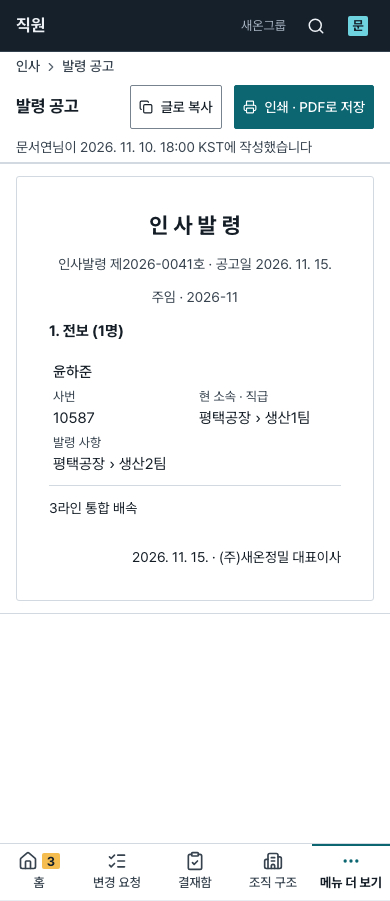 직원
새온그룹
문
인사 › 발령 공고
발령 공고
글로 복사
인쇄 · PDF로 저장
문서연님이 2026. 11. 10. 18:00 KST에 작성했습니다
인 사 발 령
인사발령 제2026-0041호 · 공고일 2026. 11. 15.
주임 · 2026-11
1. 전보 (1명)
윤하준
사번
현 소속 · 직급
10587
평택공장 › 생산1팀
발령 사항
평택공장 › 생산2팀
3라인 통합 배속
2026. 11. 15. · (주)새온정밀 대표이사
3
홈
변경 요청
결재함
조직 구조
메뉴 더 보기